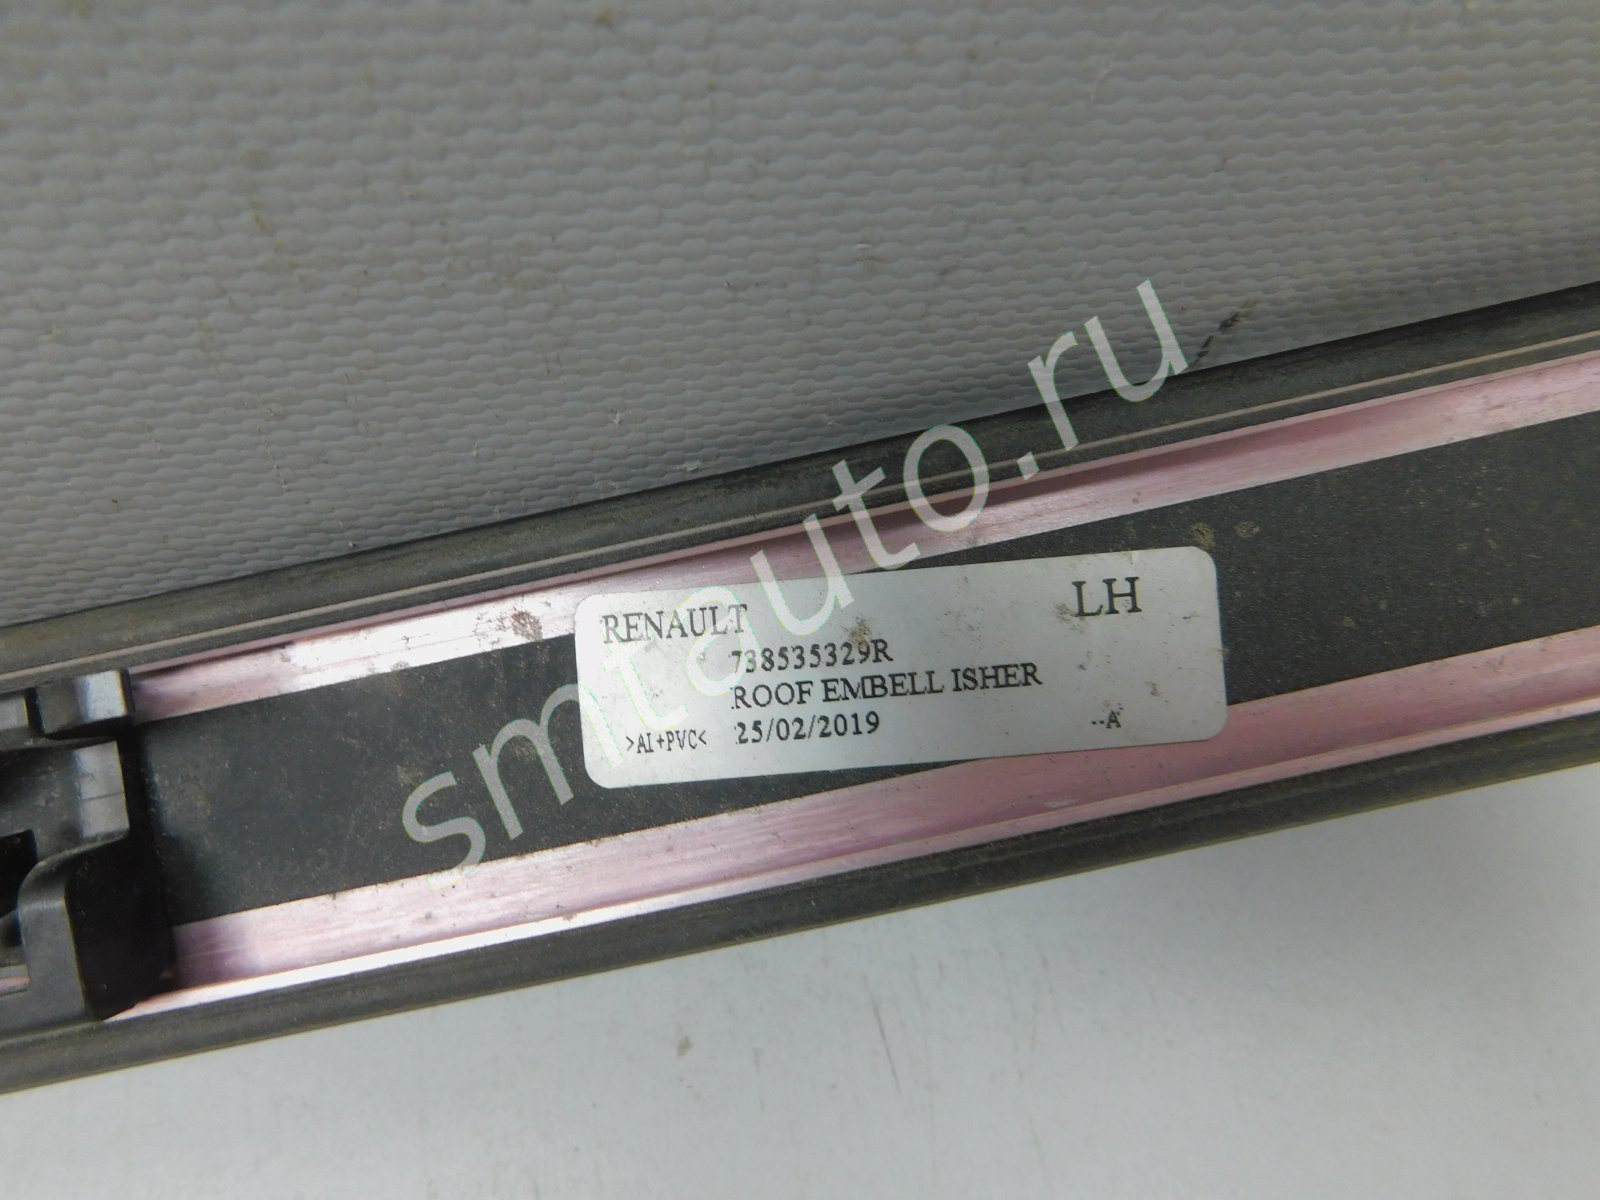 RENAULT LH
738535329R
ROOF EMBELL ISHER
>AI+PVC< 25/02/2019 --A
smtauto.ru